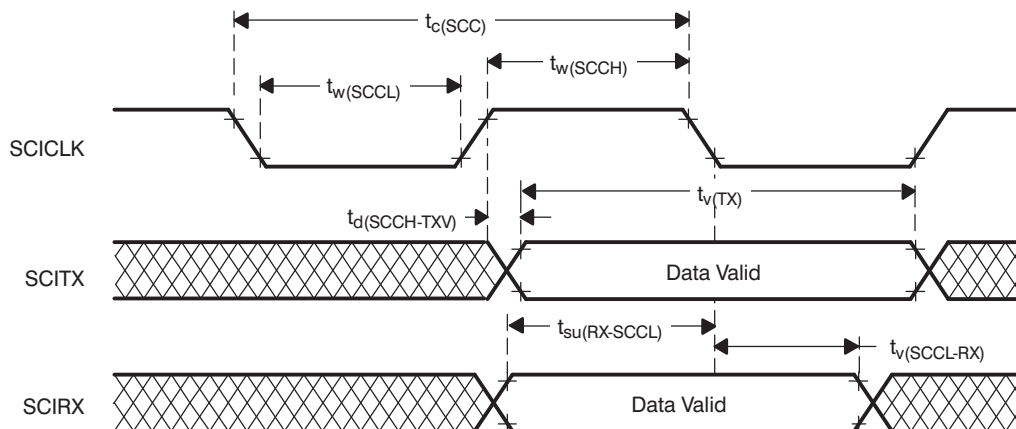 tc(SCC)
tw(SCCH)
tw(SCCL)
SCICLK
tv(TX)
td(SCCH-TXV)
SCITX
Data Valid
tsu(RX-SCCL)
tv(SCCL-RX)
SCIRX
Data Valid